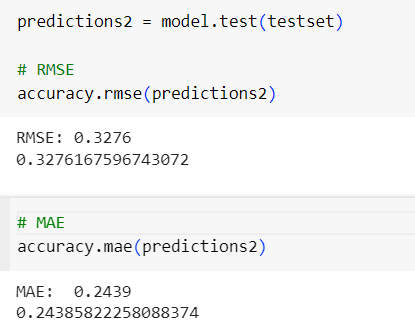 predictions2 = model.test(testset)
# RMSE
accuracy.rmse(predictions2)
RMSE: 0.3276
0.3276167596743072
# MAE
accuracy.mae(predictions2)
MAE:  0.2439
0.24385822258088374